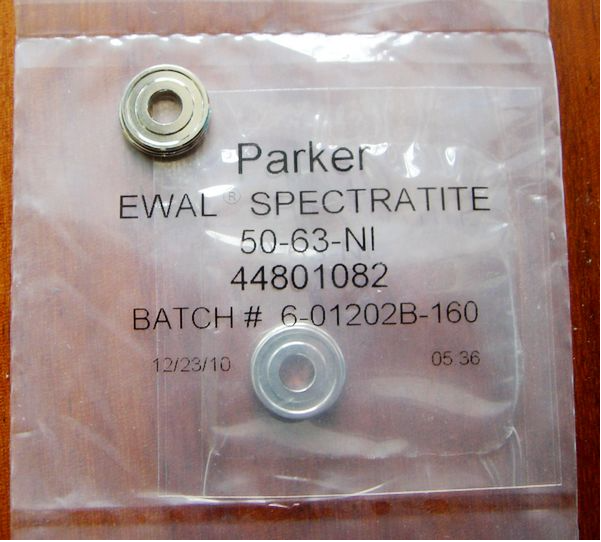 Parker
EWAL® SPECTRATITE
50-63-NI
44801082
BATCH # 6-01202B-160
12/23/10 05:36